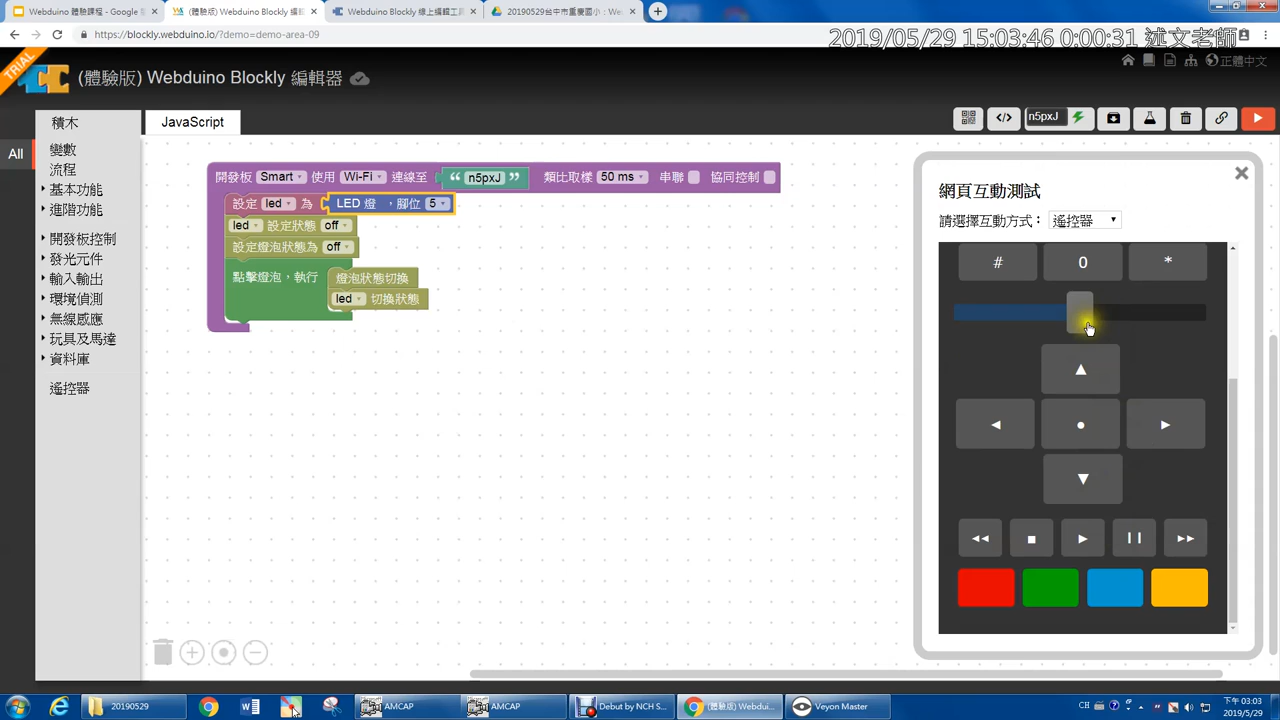 Webduino 體驗課程 - Google 簡
(體驗版) Webduino Blockly 編輯
Webduino Blockly 線上編輯工具
20190529台中市重慶國小：We
https://blockly.webduino.io/?demo=demo-area-09
2019/05/29 15:03:46 0:00:31 述文老師
TRIAL
(體驗版) Webduino Blockly 編輯器
正體中文
積木
JavaScript
</>
n5pxJ
All
變數
流程
基本功能
進階功能
開發板控制
發光元件
輸入輸出
環境偵測
無線感應
玩具及馬達
資料庫
遙控器
開發板 Smart 使用 Wi-Fi 連線至 “ n5pxJ ” 類比取樣 50 ms 串聯 協同控制
設定 led 為 LED 燈 ，腳位 5
led 設定狀態 off
設定燈泡狀態為 off
點擊燈泡，執行 燈泡狀態切換
led 切換狀態
網頁互動測試
請選擇互動方式： 遙控器
# 0 *
20190529
AMCAP
AMCAP
Debut by NCH S...
(體驗版) Webdui...
Veyon Master
CH
下午 03:03
2019/5/29